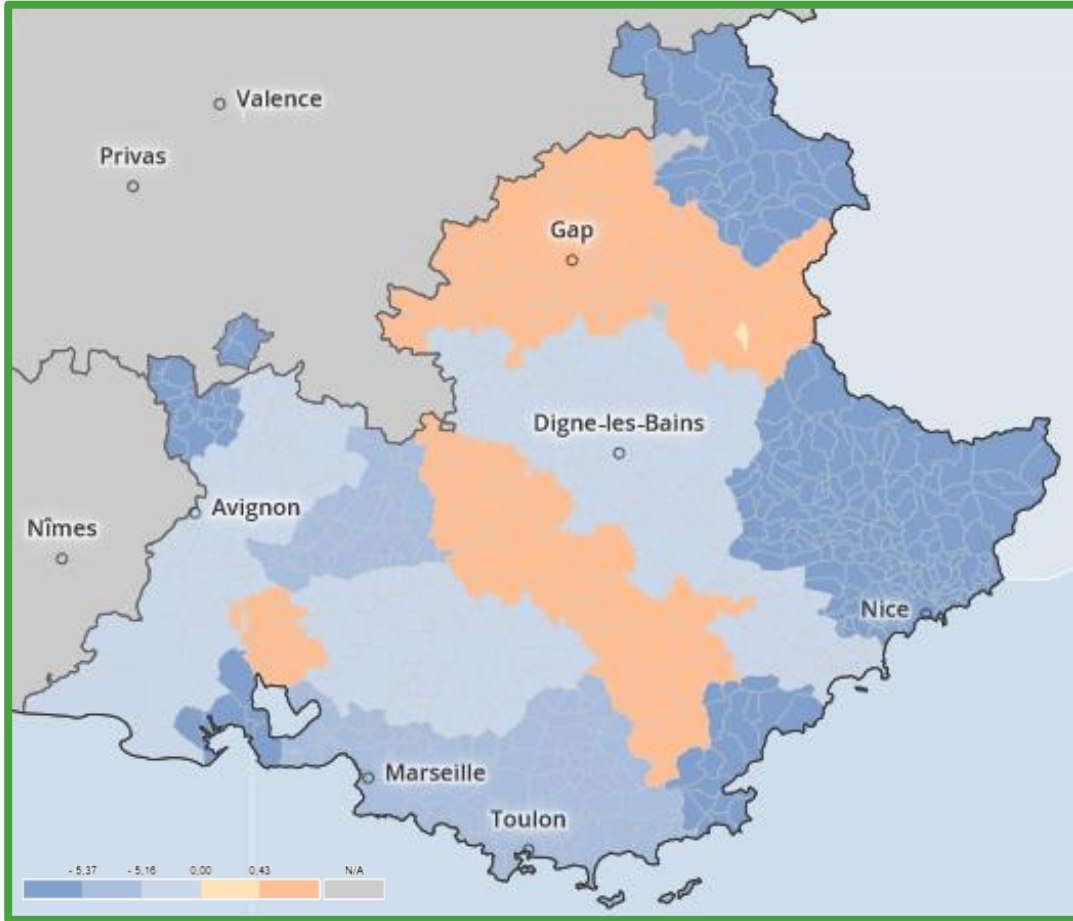 Valence
Privas
Gap
Digne-les-Bains
Avignon
Nîmes
Nice
Marseille
Toulon
- 5,37 - 5,16 0,00 0,43 N/A